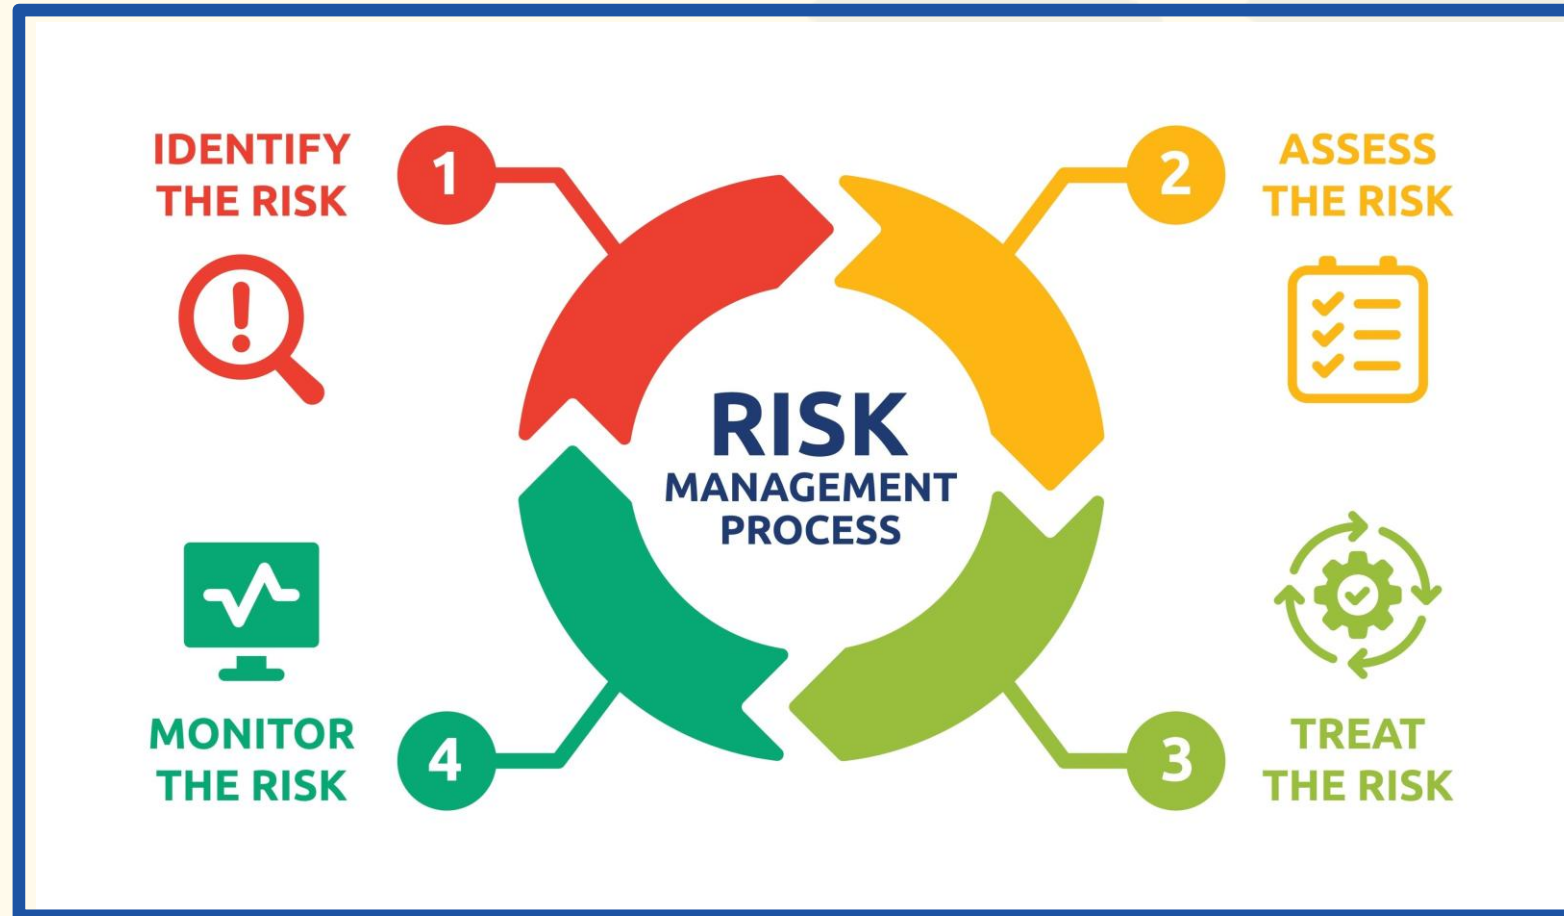 IDENTIFY
THE RISK
1
2
ASSESS
THE RISK
RISK
MANAGEMENT
PROCESS
MONITOR
THE RISK
4
3
TREAT
THE RISK